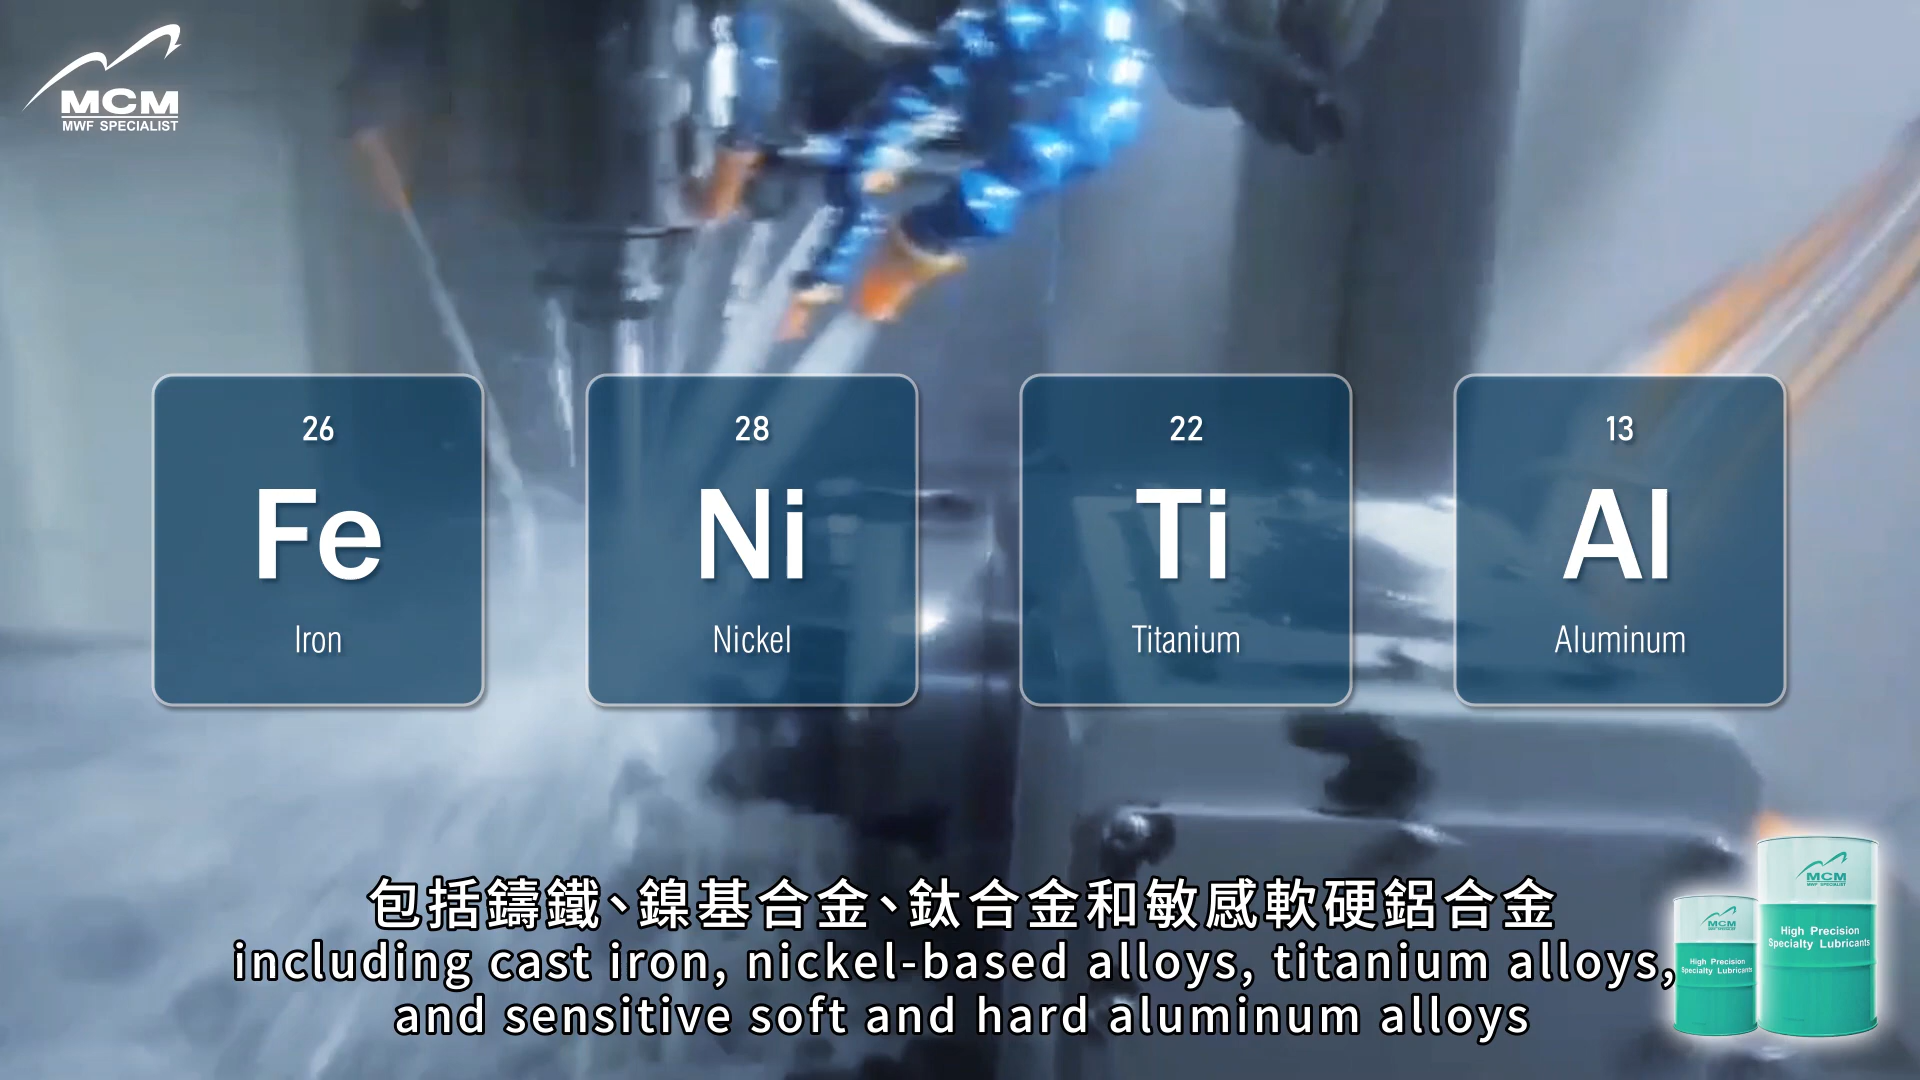 MCM
MWF SPECIALIST
26
Fe
Iron
28
Ni
Nickel
22
Ti
Titanium
13
Al
Aluminum
包括鑄鐵、鎳基合金、鈦合金和敏感軟硬鋁合金
including cast iron, nickel-based alloys, titanium alloys,
and sensitive soft and hard aluminum alloys
MCM
MWF SPECIALIST
High Precision
Specialty Lubricants
MCM
High Precision
Specialty Lubricants